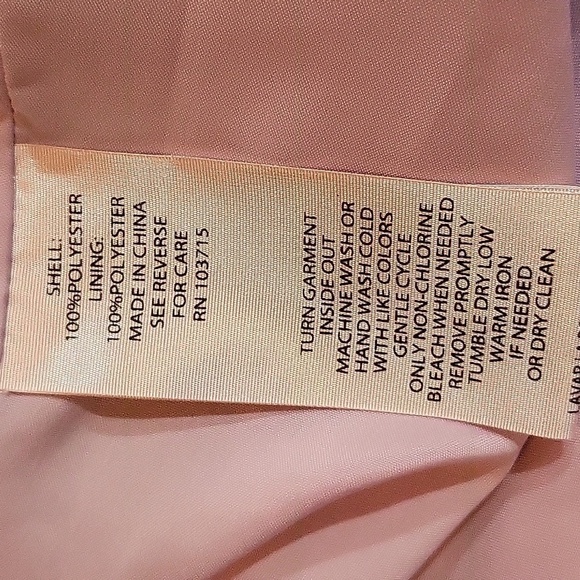 SHELL:
100%POLYESTER
LINING:
100%POLYESTER
MADE IN CHINA
SEE REVERSE
FOR CARE
RN 103715
TURN GARMENT
INSIDE OUT
MACHINE WASH OR
HAND WASH COLD
WITH LIKE COLORS
GENTLE CYCLE
ONLY NON-CHLORINE
BLEACH WHEN NEEDED
REMOVE PROMPTLY
TUMBLE DRY LOW
WARM IRON
IF NEEDED
OR DRY CLEAN